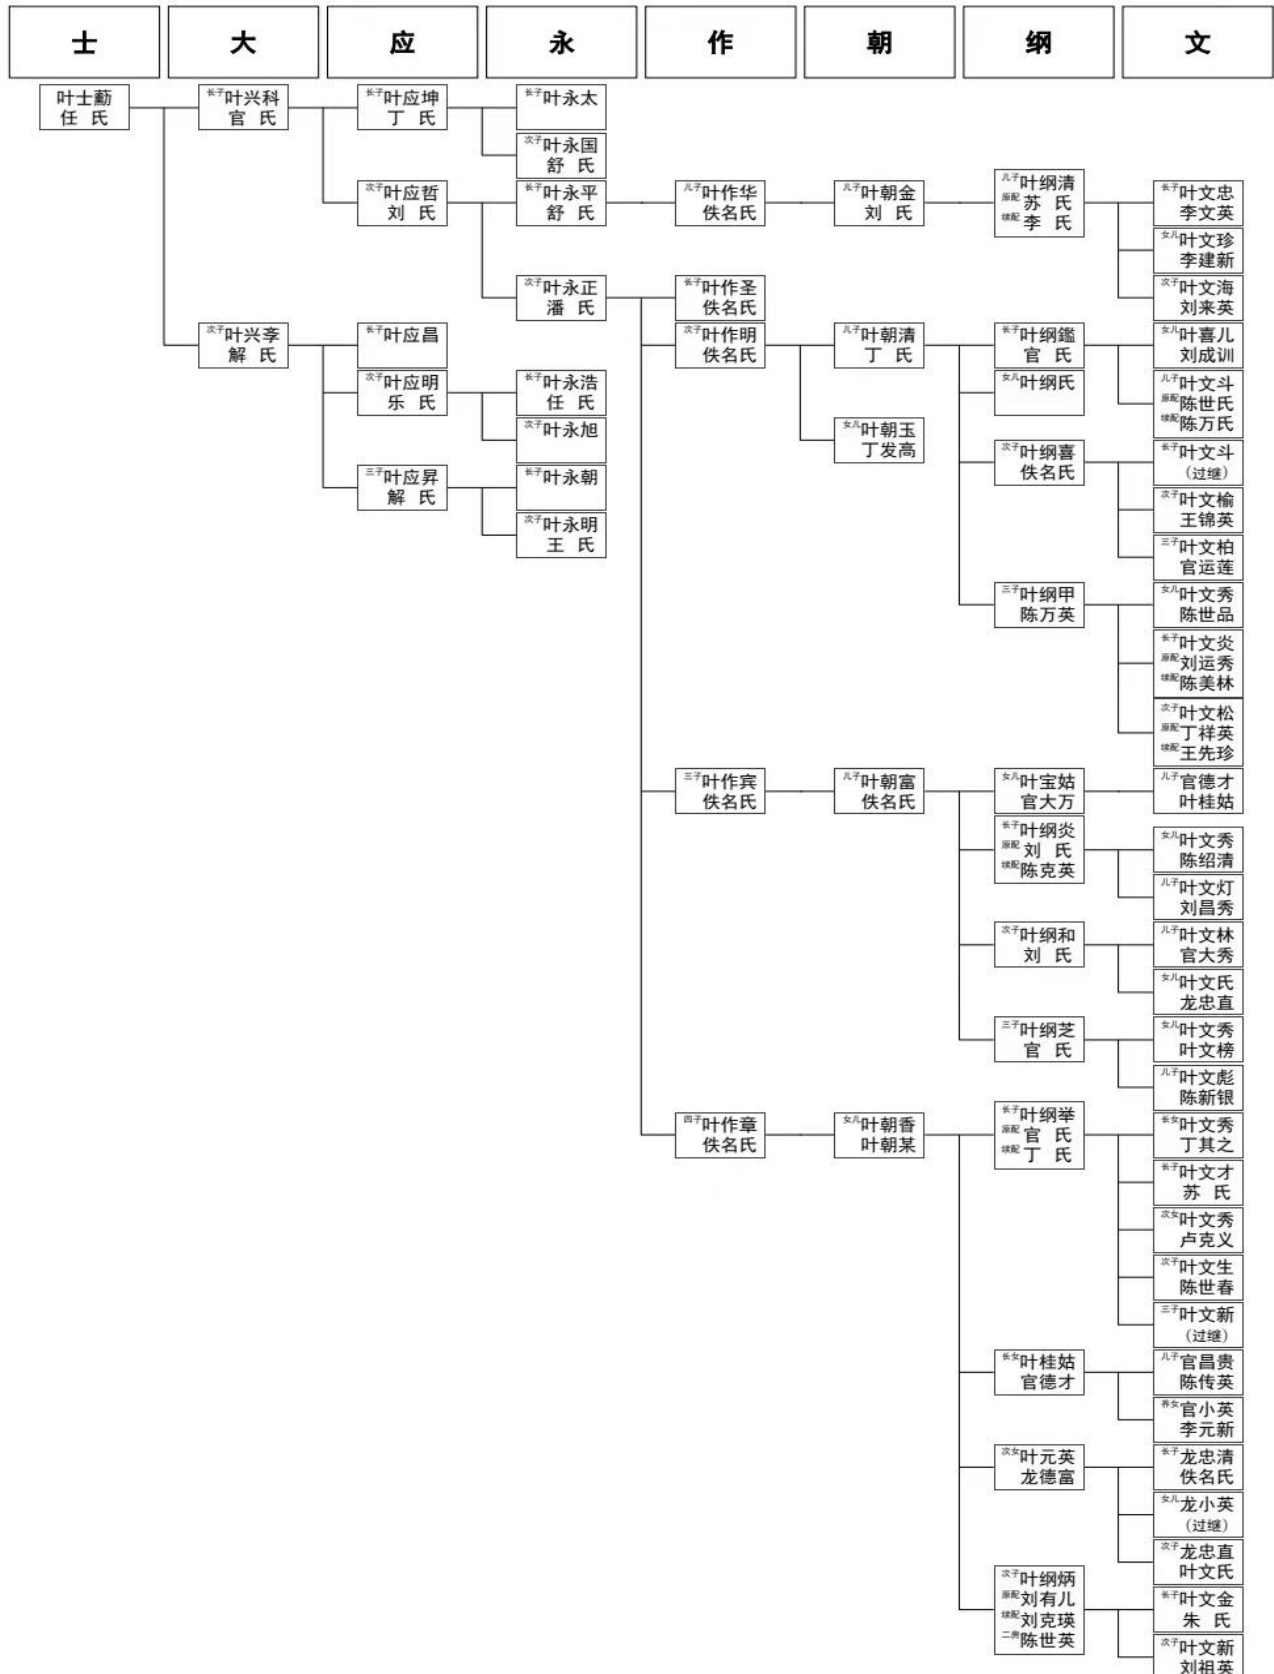 士
大
应
永
作
朝
纲
文
叶士勷
任 氏
长子叶兴科
官 氏
长子叶应坤
丁 氏
长子叶永太
次子叶永国
舒 氏
次子叶应哲
刘 氏
长子叶永平
舒 氏
儿子叶作华
佚名氏
儿子叶朝金
刘 氏
儿子叶纲清
原配 苏 氏
续配 李 氏
长子叶文忠
李文英
女儿叶文珍
李建新
次子叶文海
刘来英
次子叶永正
潘 氏
长子叶作圣
佚名氏
次子叶兴孝
解 氏
长子叶应昌
次子叶作明
佚名氏
儿子叶朝清
丁 氏
长子叶纲鑑
官 氏
女儿叶喜儿
刘成训
次子叶应明
乐 氏
长子叶永浩
任 氏
女儿叶纲氏
儿子叶文斗
原配陈世氏
续配陈万氏
次子叶永旭
女儿叶朝玉
丁发高
次子叶纲喜
佚名氏
长子叶文斗
(过继)
三子叶应昇
解 氏
长子叶永朝
次子叶文榆
王锦英
次子叶永明
王 氏
三子叶文柏
官运莲
三子叶纲甲
陈万英
女儿叶文秀
陈世品
长子叶文炎
原配刘运秀
续配陈美林
次子叶文松
原配丁祥英
续配王先珍
三子叶作宾
佚名氏
儿子叶朝富
佚名氏
女儿叶宝姑
官大万
儿子官德才
叶桂姑
长子叶纲炎
原配 刘 氏
续配陈克英
女儿叶文秀
陈绍清
儿子叶文灯
刘昌秀
次子叶纲和
刘 氏
儿子叶文林
官大秀
女儿叶文氏
龙忠直
三子叶纲芝
官 氏
女儿叶文秀
叶文榜
儿子叶文彪
陈新银
四子叶作章
佚名氏
女儿叶朝香
叶朝某
长子叶纲举
原配 官 氏
续配 丁 氏
长女叶文秀
丁其之
长子叶文才
苏 氏
次女叶文秀
卢克义
次子叶文生
陈世春
三子叶文新
(过继)
长女叶桂姑
官德才
儿子官昌贵
陈传英
养女官小英
李元新
次女叶元英
龙德富
长子龙忠清
佚名氏
女儿龙小英
(过继)
次子龙忠直
叶文氏
次子叶纲炳
原配刘有儿
续配刘克瑛
二房陈世英
长子叶文金
朱 氏
次子叶文新
刘祖英